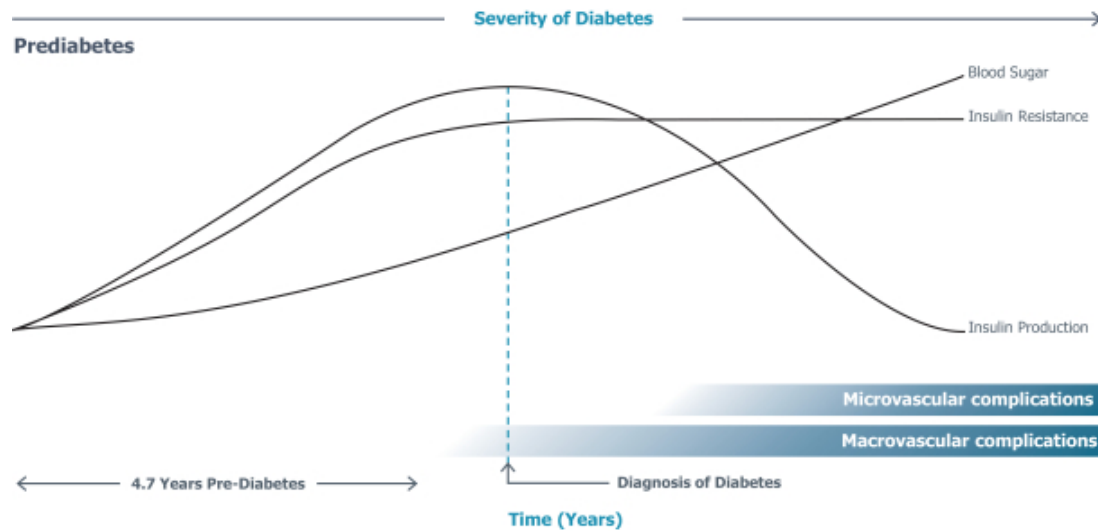 Severity of Diabetes
Prediabetes
Blood Sugar
Insulin Resistance
Insulin Production
Microvascular complications
Macrovascular complications
4.7 Years Pre-Diabetes
Diagnosis of Diabetes
Time (Years)